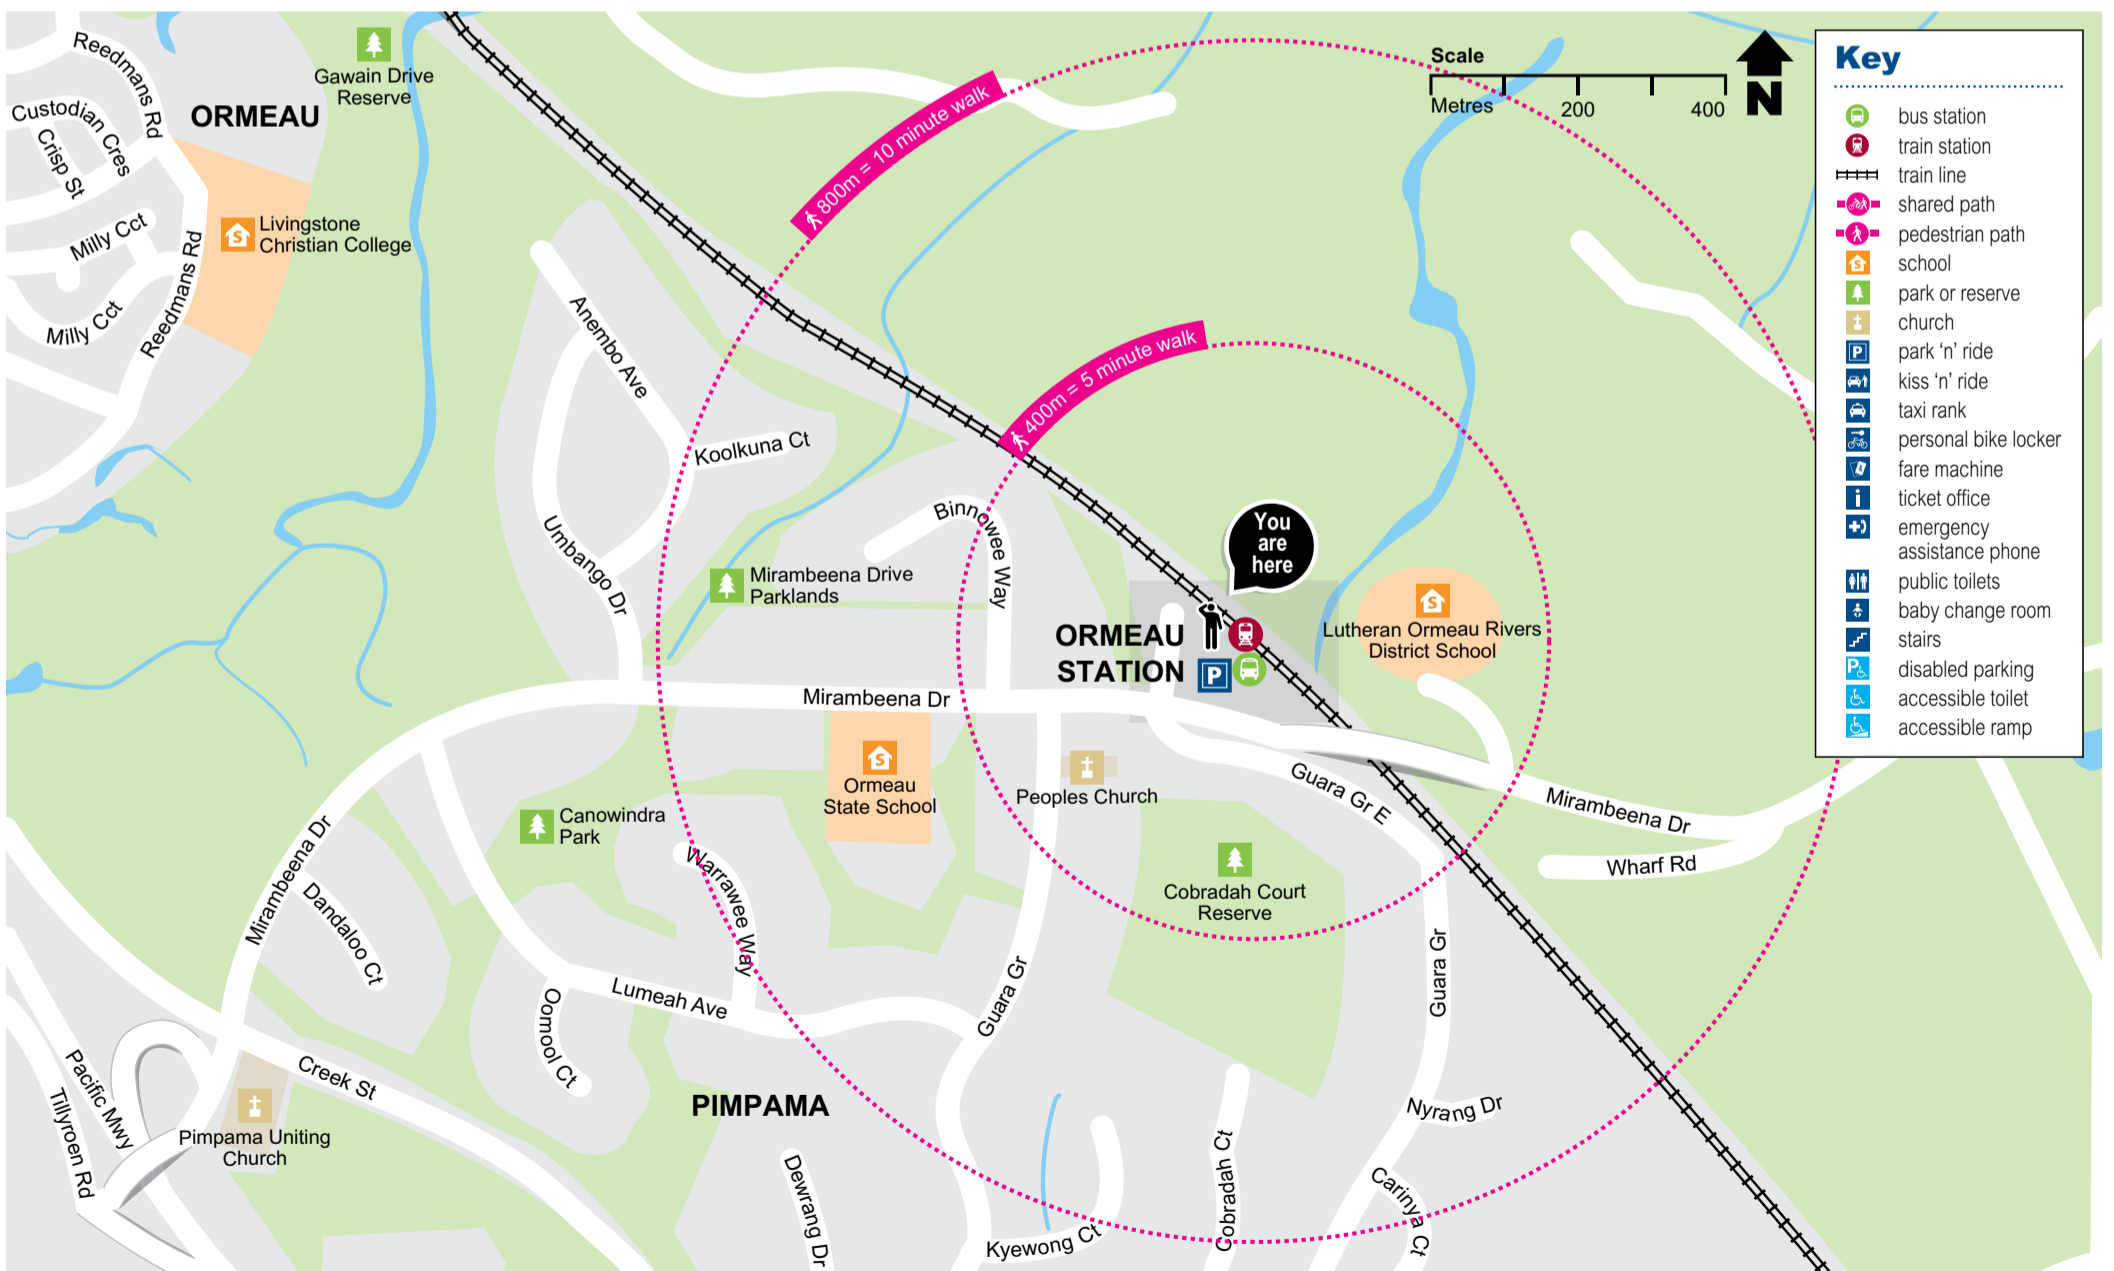 Reedmans Rd
Gawain Drive
Reserve
ORMEAU
Custodian Cres
Crisp St
Milly Cct
Milly Cct
Reedmans Rd
Livingstone
Christian College
800m = 10 minute walk
400m = 5 minute walk
Scale
Metres
200
400
N
Anembo Ave
Koolkuna Ct
Umbango Dr
Binnowee Way
Mirambeena Drive
Parklands
You
are
here
ORMEAU
STATION
P
Lutheran Ormeau Rivers
District School
Mirambeena Dr
Ormeau
State School
Peoples Church
Guara Gr E
Mirambeena Dr
Wharf Rd
Canowindra
Park
Cobradah Court
Reserve
Mirambeena Dr
Dandaloo Ct
Warrawee Way
Lumeah Ave
Oomool Ct
Guara Gr
Guara Gr
Pacific Mwy
Tillyroen Rd
Creek St
Pimpama Uniting
Church
PIMPAMA
Dewrang Dr
Kyewong Ct
Cobradah Ct
Nyrang Dr
Carinya Ct
Key
bus station
train station
train line
shared path
pedestrian path
school
park or reserve
church
park ‘n’ ride
kiss ‘n’ ride
taxi rank
personal bike locker
fare machine
ticket office
emergency
assistance phone
public toilets
baby change room
stairs
disabled parking
accessible toilet
accessible ramp